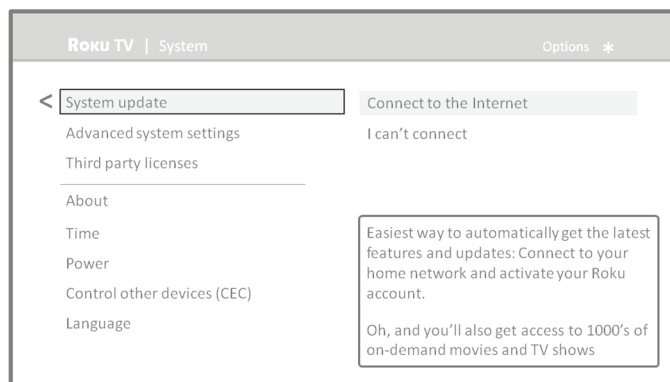 Roku TV | System
Options *
< System update
Connect to the Internet
Advanced system settings
I can't connect
Third party licenses
About
Time
Power
Control other devices (CEC)
Language
Easiest way to automatically get the latest
features and updates: Connect to your
home network and activate your Roku
account.
Oh, and you'll also get access to 1000's of
on-demand movies and TV shows